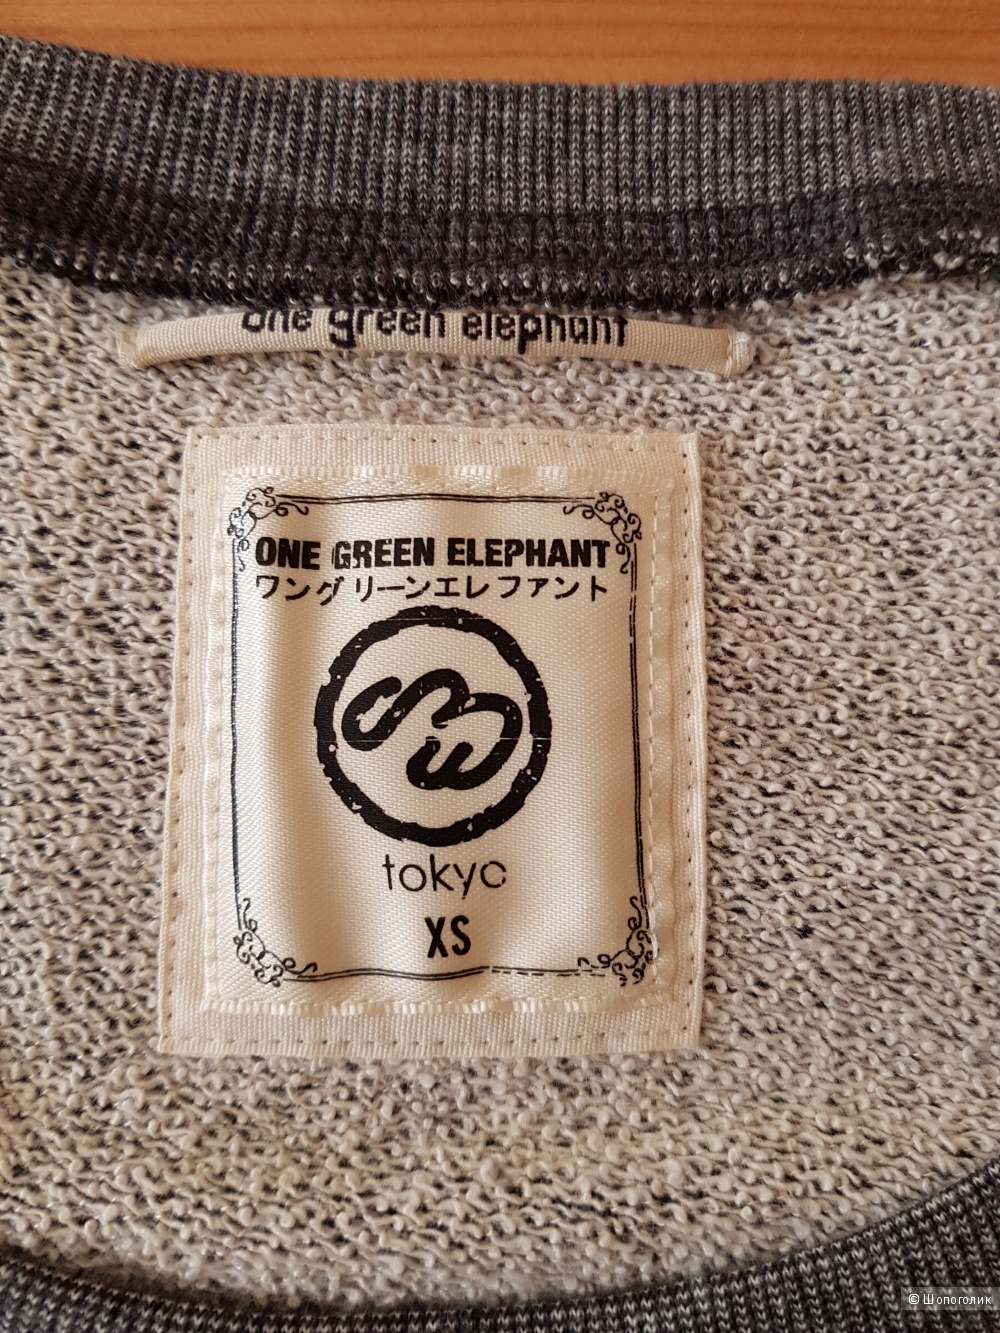 one green elephant
ONE GREEN ELEPHANT
ワングリーンエレファント
tokyo
XS
© Шопоголик